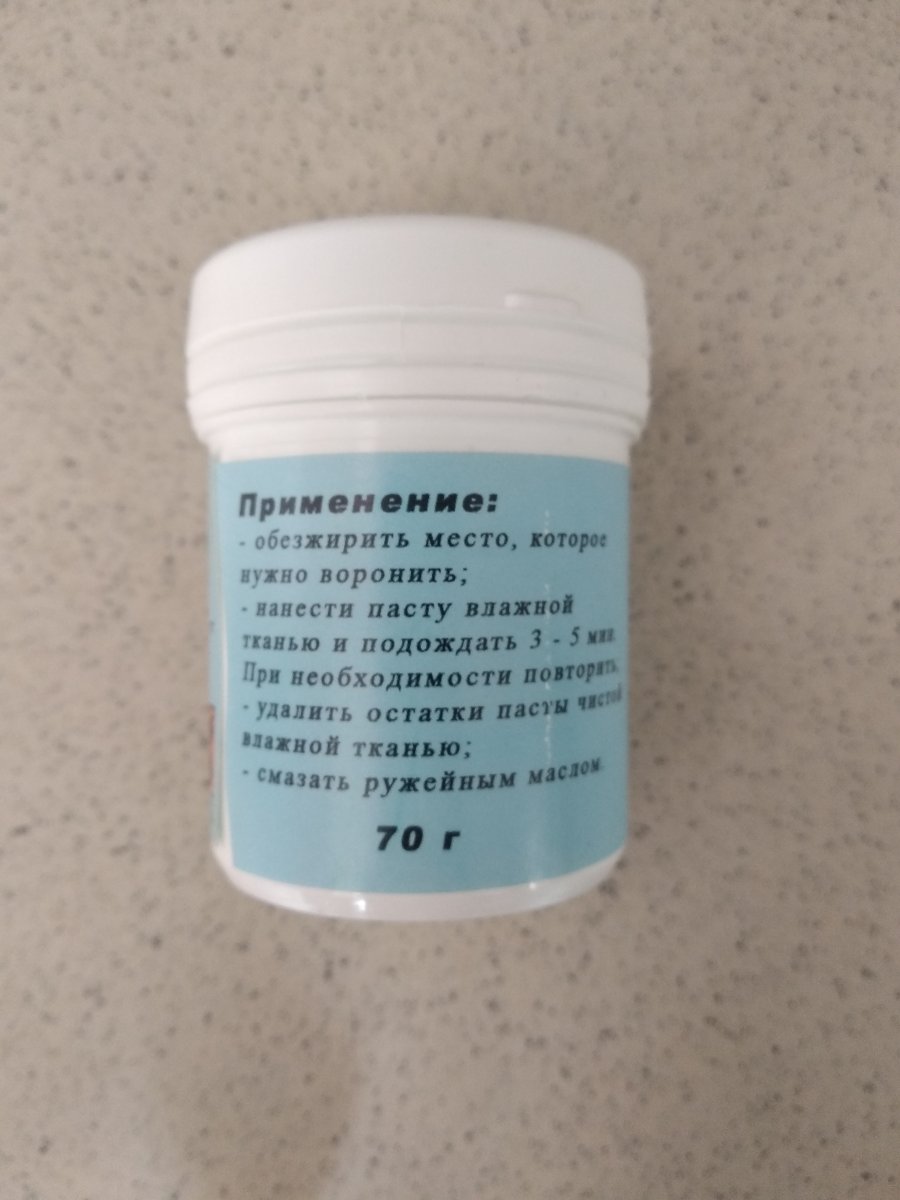 Применение:
- обезжирить место, которое
нужно воронить;
- нанести пасту влажной
тканью и подождать 3 - 5 мин.
При необходимости повторить.
- удалить остатки пасты чистой
влажной тканью;
- смазать ружейным маслом.
70 г